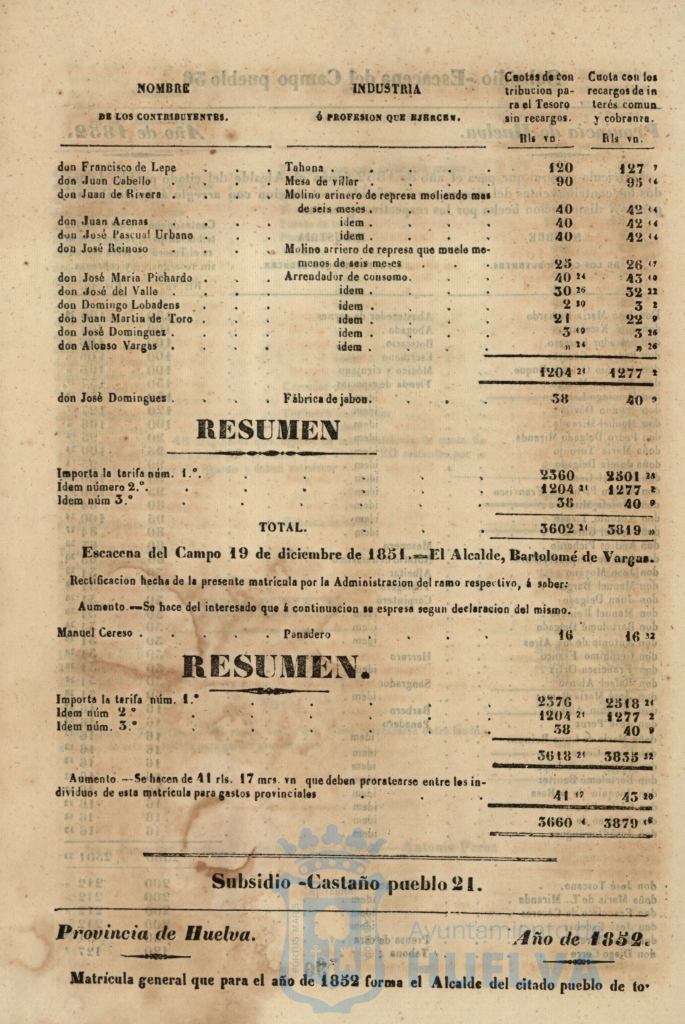 NOMBRE
DE LOS CONTRIBUYENTES.
INDUSTRIA
Ó PROFESION QUE EJERCEN.
Cuotas de con
tribucion pa-
ra el Tesoro
sin recargos.
Rls vn.
Cuota con los
recargos de in
terés comun
y cobranza.
Rls. vn.
don Francisco de Lepe . . . Tahona . . . . . 120 127 7
don Juan Cabello . . . . Mesa de villar . . . . 90 95 14
don Juan de Rivera . . . . Molino arinero de represa moliendo mas
de seis meses . . . . 40 42 14
don Juan Arenas . . . . idem . . . . 40 42 14
don José Pascual Urbano . . . idem . . . . 40 42 14
don José Reinoso . . . . Molino arriero de represa que muele me-
menos de seis meses . . . 25 26 17
don José Maria Pichardo . . . Arrendador de consumo. . . . 40 24 43 10
don José del Valle . . . . idem . . . . 30 26 32 22
don Domingo Lobadens . . . idem . . . . 2 30 3 2
don Juan Martin de Toro . . . idem . . . . 21 22 9
don José Dominguez . . . . idem . . . . 3 19 3 26
don Alonso Vargas . . . . idem . . . . „ 24 „ 26
1204 21 1277 2
don José Domingues . . . . Fábrica de jabon. . . . 38 40 9
RESUMEN
Importa la tarifa núm. 1.º. . . . . . 2360 2501 25
Idem número 2.º. . . . . . 1204 21 1277 2
Idem núm 3.º . . . . . 38 40 9
TOTAL. . . . . 3602 21 3819 „
Escacena del Campo 19 de diciembre de 1851.—El Alcalde, Bartolomé de Vargas.
Rectificacion hecha de la presente matrícula por la Administracion del ramo respectivo, á saber:
Aumento.—Se hace del interesado que á continuacion se espresa segun declaracion del mismo.
Manuel Cereso . . . . . Panadero . . . . 16 16 32
RESUMEN.
Importa la tarifa núm. 1.º . . . . 2376 2518 21
Idem núm 2º . . . . 1204 21 1277 2
Idem núm. 3.º . . . . 38 40 9
3618 21 3835 32
Aumento —Se hacen de 41 rls. 17 mrs. vn que deben proratearse entre los in-
dividuos de esta matrícula para gastos provinciales . . . 41 17 43 20
3660 4 3879 18
Subsidio -Castaño pueblo 21.
Provincia de Huelva. Año de 1852.
Matrícula general que para el año de 1852 forma el Alcalde del citado pueblo de to-
Ayuntamiento de
HUELVA